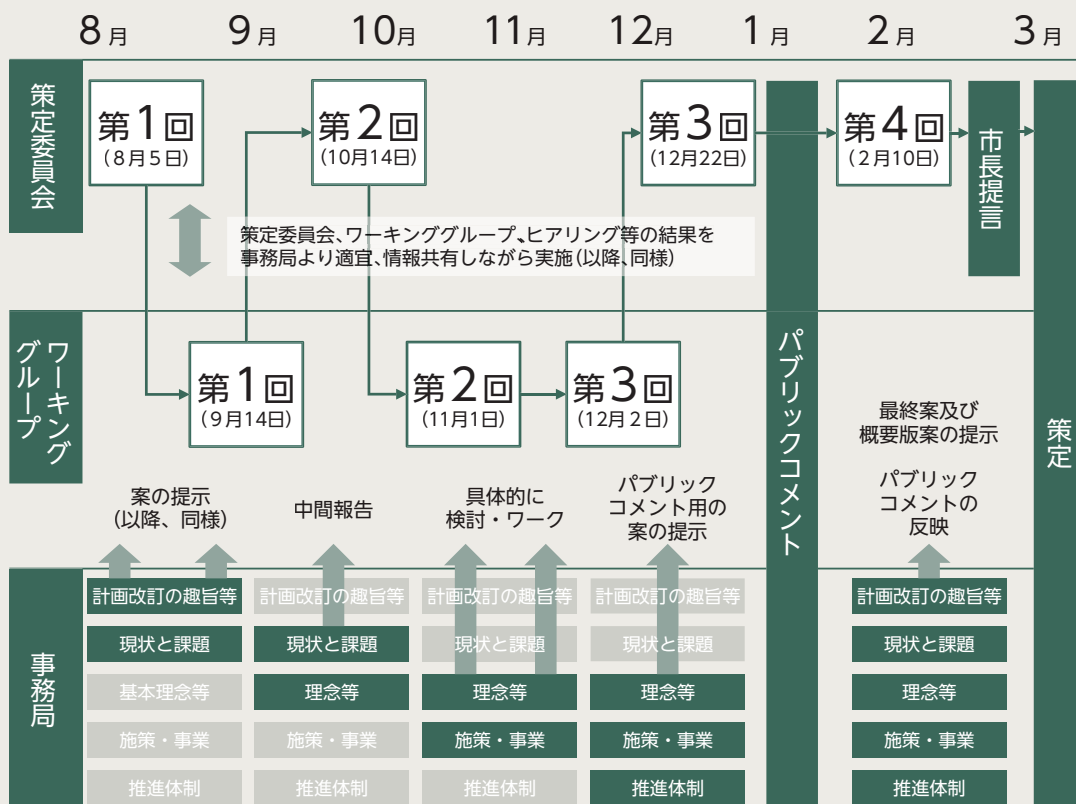 8月 9月 10月 11月 12月 1月 2月 3月
策定委員会
第1回
(8月5日)
第2回
(10月14日)
第3回
(12月22日)
第4回
(2月10日)
市長提言
策定委員会、ワーキンググループ、ヒアリング等の結果を
事務局より適宜、情報共有しながら実施(以降、同様)
ワーキング
グループ
第1回
(9月14日)
第2回
(11月1日)
第3回
(12月2日)
パブリックコメント
策定
案の提示
(以降、同様)
中間報告
具体的に
検討・ワーク
パブリック
コメント用の
案の提示
最終案及び
概要版案の提示
パブリック
コメントの
反映
事務局
計画改訂の趣旨等
現状と課題
基本理念等
施策・事業
推進体制
計画改訂の趣旨等
現状と課題
理念等
施策・事業
推進体制
計画改訂の趣旨等
現状と課題
理念等
施策・事業
推進体制
計画改訂の趣旨等
現状と課題
理念等
施策・事業
推進体制
計画改訂の趣旨等
現状と課題
理念等
施策・事業
推進体制